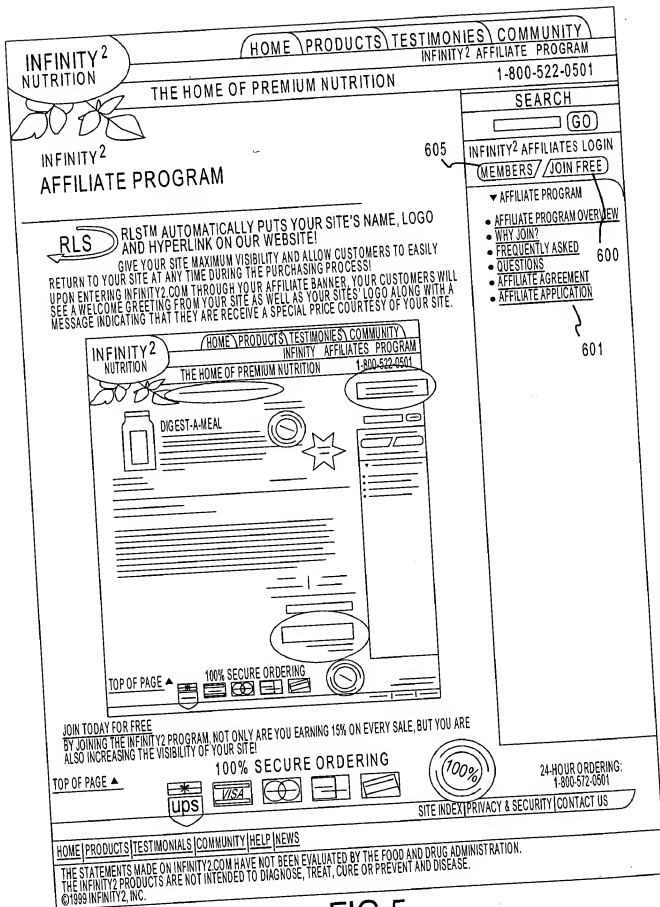 INFINITY2
NUTRITION
HOME PRODUCTS TESTIMONIES COMMUNITY
INFINITY2 AFFILIATE PROGRAM
THE HOME OF PREMIUM NUTRITION
1-800-522-0501
SEARCH
GO
605
INFINITY2 AFFILIATES LOGIN
MEMBERS JOIN FREE
INFINITY2
AFFILIATE PROGRAM
▼ AFFILIATE PROGRAM
• AFFILIATE PROGRAM OVERVIEW
• WHY JOIN?
• FREQUENTLY ASKED
• QUESTIONS
• AFFILIATE AGREEMENT
• AFFILIATE APPLICATION
600
601
RLS
RLS™ AUTOMATICALLY PUTS YOUR SITE'S NAME, LOGO
AND HYPERLINK ON OUR WEBSITE!
GIVE YOUR SITE MAXIMUM VISIBILITY AND ALLOW CUSTOMERS TO EASILY
RETURN TO YOUR SITE AT ANY TIME DURING THE PURCHASING PROCESS!
UPON ENTERING INFINITY2.COM THROUGH YOUR AFFILIATE BANNER, YOUR CUSTOMERS WILL
SEE A WELCOME GREETING FROM YOUR SITE AS WELL AS YOUR SITES' LOGO ALONG WITH A
MESSAGE INDICATING THAT THEY ARE RECEIVE A SPECIAL PRICE COURTESY OF YOUR SITE.
INFINITY2
NUTRITION
HOME PRODUCTS TESTIMONIES COMMUNITY
INFINITY AFFILIATES PROGRAM
THE HOME OF PREMIUM NUTRITION
1-800-522-0501
DIGEST-A-MEAL
TOP OF PAGE ▲
100% SECURE ORDERING
JOIN TODAY FOR FREE
BY JOINING THE INFINITY2 PROGRAM, NOT ONLY ARE YOU EARNING 15% ON EVERY SALE, BUT YOU ARE
ALSO INCREASING THE VISIBILITY OF YOUR SITE!
TOP OF PAGE ▲
100% SECURE ORDERING
ups
VISA
100%
24-HOUR ORDERING:
1-800-572-0501
SITE INDEX|PRIVACY & SECURITY|CONTACT US
HOME|PRODUCTS|TESTIMONIALS|COMMUNITY|HELP|NEWS
THE STATEMENTS MADE ON INFINITY2.COM HAVE NOT BEEN EVALUATED BY THE FOOD AND DRUG ADMINISTRATION.
THE INFINITY2 PRODUCTS ARE NOT INTENDED TO DIAGNOSE, TREAT, CURE OR PREVENT AND DISEASE.
©1999 INFINITY2, INC.
FIG.5